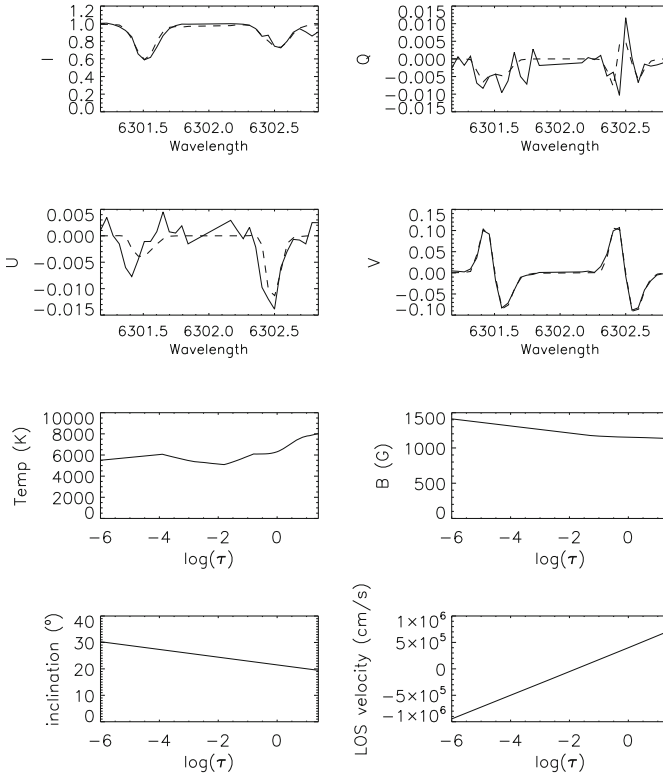 1.2
1.0
0.8
0.6
0.4
0.2
0.0
I
6301.5 6302.0 6302.5
Wavelength
0.015
0.010
0.005
0.000
−0.005
−0.010
−0.015
Q
6301.5 6302.0 6302.5
Wavelength
0.005
0.000
−0.005
−0.010
−0.015
U
6301.5 6302.0 6302.5
Wavelength
0.15
0.10
0.05
0.00
−0.05
−0.10
V
6301.5 6302.0 6302.5
Wavelength
10000
8000
6000
4000
2000
0
Temp (K)
−6 −4 −2 0
log(τ)
1500
1000
500
0
B (G)
−6 −4 −2 0
log(τ)
40
30
20
10
0
inclination (°)
−6 −4 −2 0
log(τ)
1×10⁶
5×10⁵
0
−5×10⁵
−1×10⁶
LOS velocity (cm/s)
−6 −4 −2 0
log(τ)